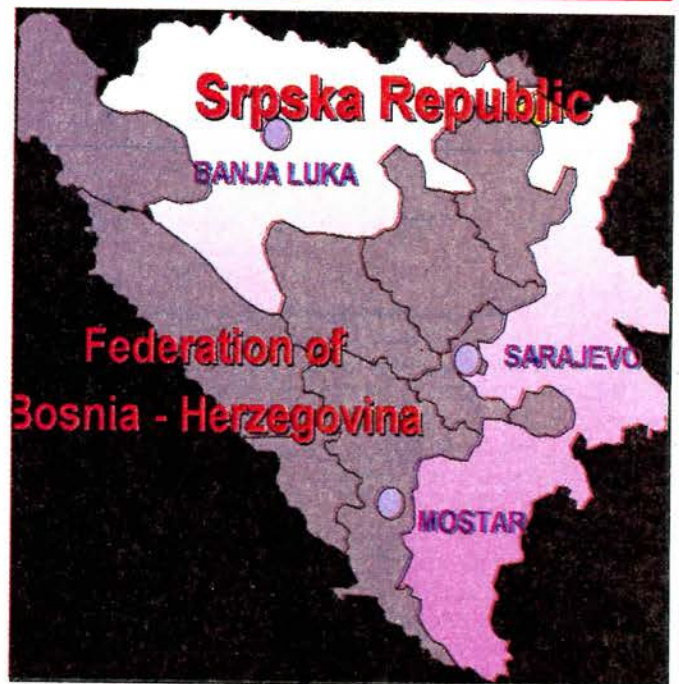 Srpska Republic
BANJA LUKA
Federation of
SARAJEVO
Bosnia - Herzegovina
MOSTAR